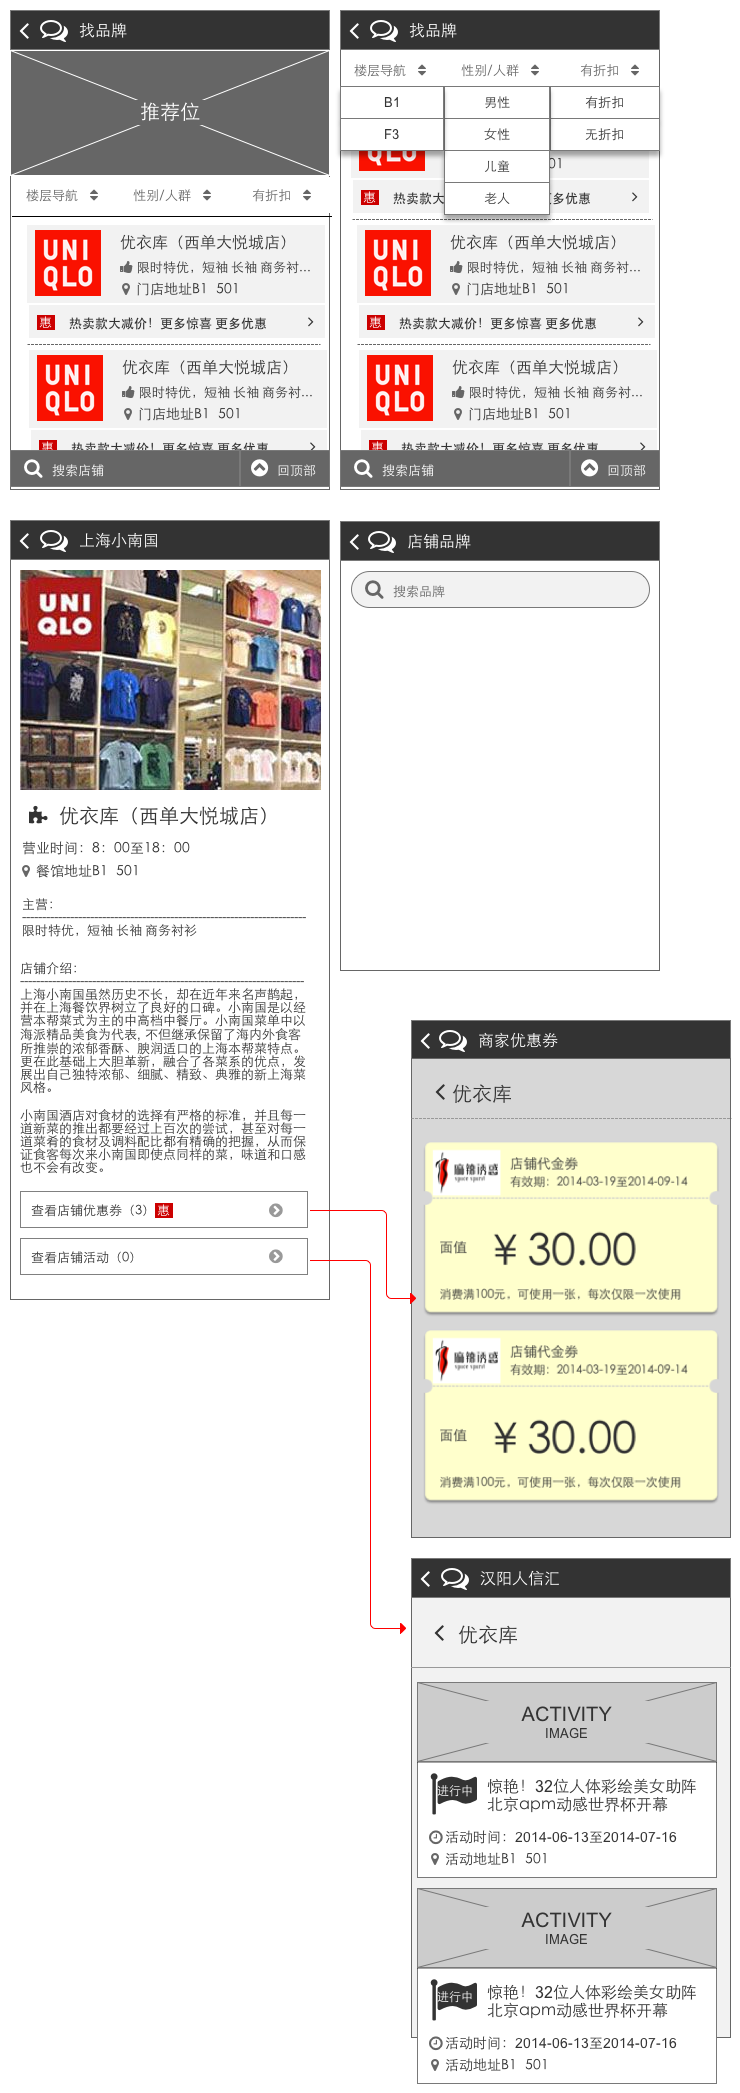 找品牌
推荐位
楼层导航 性别/人群 有折扣
UNI
QLO
优衣库（西单大悦城店）
限时特优，短袖 长袖 商务衬...
门店地址B1 501
惠 热卖款大减价！更多惊喜 更多优惠
UNI
QLO
优衣库（西单大悦城店）
限时特优，短袖 长袖 商务衬...
门店地址B1 501
惠 热卖款大减价！更多惊喜 更多优惠
搜索店铺 回顶部
找品牌
楼层导航 性别/人群 有折扣
B1 男性 有折扣
F3 女性 无折扣
儿童
老人
QLO
01
惠 热卖款大 更多优惠
UNI
QLO
优衣库（西单大悦城店）
限时特优，短袖 长袖 商务衬...
门店地址B1 501
惠 热卖款大减价！更多惊喜 更多优惠
UNI
QLO
优衣库（西单大悦城店）
限时特优，短袖 长袖 商务衬...
门店地址B1 501
惠 热卖款大减价！更多惊喜 更多优惠
搜索店铺 回顶部
上海小南国
UNI
QLO
优衣库（西单大悦城店）
营业时间：8：00至18：00
餐馆地址B1 501
主营：
限时特优，短袖 长袖 商务衬衫
店铺介绍：
上海小南国虽然历史不长，却在近年来名声鹊起，
并在上海餐饮界树立了良好的口碑。小南国是以经
营本帮菜式为主的中高档中餐厅。小南国菜单中以
海派精品美食为代表, 不但继承保留了海内外食客
所推崇的浓郁香酥、腴润适口的上海本帮菜特点。
更在此基础上大胆革新，融合了各菜系的优点，发
展出自己独特浓郁、细腻、精致、典雅的新上海菜
风格。
小南国酒店对食材的选择有严格的标准，并且每一
道新菜的推出都要经过上百次的尝试，甚至对每一
道菜肴的食材及调料配比都有精确的把握，从而保
证食客每次来小南国即使点同样的菜，味道和口感
也不会有改变。
查看店铺优惠券（3）惠
查看店铺活动（0）
店铺品牌
搜索品牌
商家优惠券
优衣库
麻辣诱惑
spice spirit
店铺代金券
有效期：2014-03-19至2014-09-14
面值 ¥ 30.00
消费满100元，可使用一张，每次仅限一次使用
麻辣诱惑
spice spirit
店铺代金券
有效期：2014-03-19至2014-09-14
面值 ¥ 30.00
消费满100元，可使用一张，每次仅限一次使用
汉阳人信汇
优衣库
ACTIVITY
IMAGE
进行中
惊艳！32位人体彩绘美女助阵
北京apm动感世界杯开幕
活动时间：2014-06-13至2014-07-16
活动地址B1 501
ACTIVITY
IMAGE
进行中
惊艳！32位人体彩绘美女助阵
北京apm动感世界杯开幕
活动时间：2014-06-13至2014-07-16
活动地址B1 501